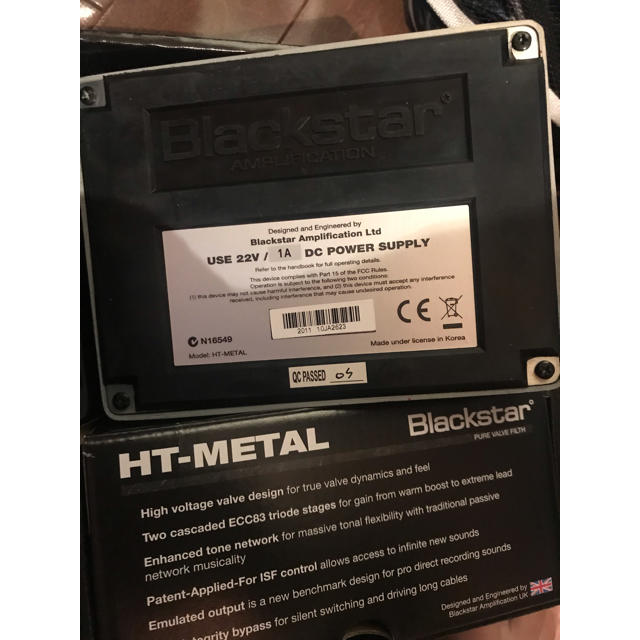 Blackstar
AMPLIFICATION
Designed and Engineered by
Blackstar Amplification Ltd
USE 22V / 1A DC POWER SUPPLY
Refer to the handbook for full operating details.
This device complies with Part 15 of the FCC Rules.
Operation is subject to the following two conditions:
(1) this device may not cause harmful interference, and (2) this device must accept any interference
received, including interference that may cause undesired operation.
N16549
2011 10JA2623
CE
Model: HT-METAL
Made under license in Korea
QC PASSED 05
HT-METAL
Blackstar
PURE VALVE FILTH
High voltage valve design for true valve dynamics and feel
Two cascaded ECC83 triode stages for gain from warm boost to extreme lead
Enhanced tone network for massive tonal flexibility with traditional passive
network musicality
Patent-Applied-For ISF control allows access to infinite new sounds
Emulated output is a new benchmark design for pro direct recording sounds
integrity bypass for silent switching and driving long cables
Designed and Engineered by
Blackstar Amplification UK